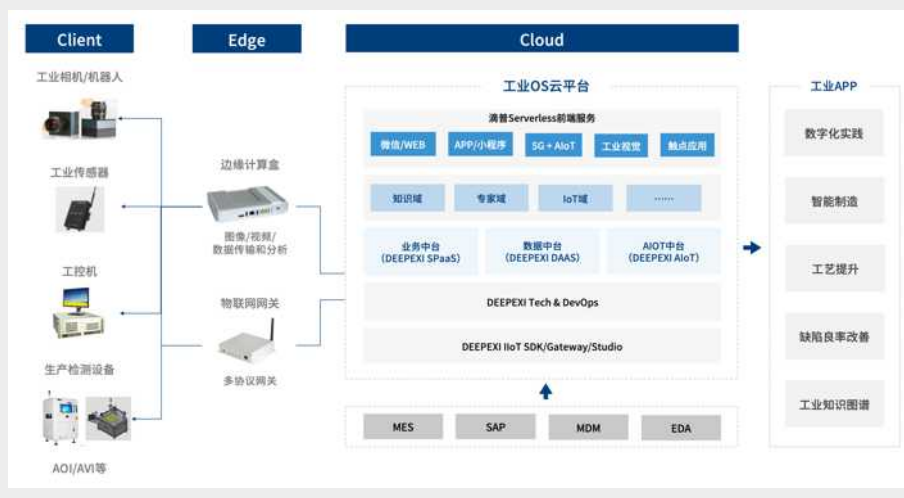 Client
Edge
Cloud
工业相机/机器人
工业传感器
工控机
生产检测设备
AOI/AVI等
边缘计算盒
图像/视频/
数据传输和分析
物联网网关
多协议网关
工业OS云平台
滴普Serverless前端服务
微信/WEB
APP/小程序
5G + AIoT
工业视觉
触点应用
知识域
专家域
IoT域
……
业务中台
(DEEPEXI SPaaS)
数据中台
(DEEPEXI DAAS)
AIOT中台
(DEEPEXI AIoT)
DEEPEXI Tech & DevOps
DEEPEXI IIoT SDK/Gateway/Studio
MES
SAP
MDM
EDA
工业APP
数字化实践
智能制造
工艺提升
缺陷良率改善
工业知识图谱